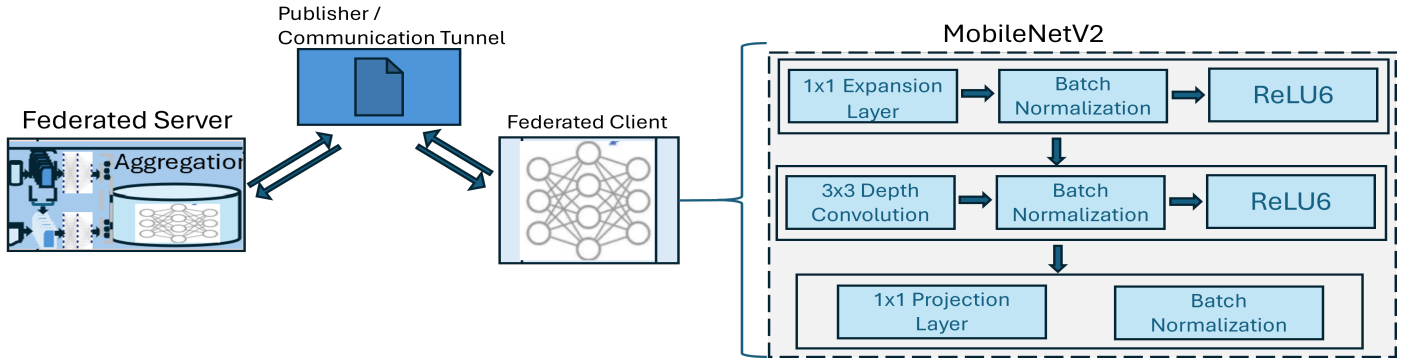 Publisher /
Communication Tunnel
Federated Server
Aggregation
Federated Client
MobileNetV2
1x1 Expansion
Layer
Batch
Normalization
ReLU6
3x3 Depth
Convolution
Batch
Normalization
ReLU6
1x1 Projection
Layer
Batch
Normalization